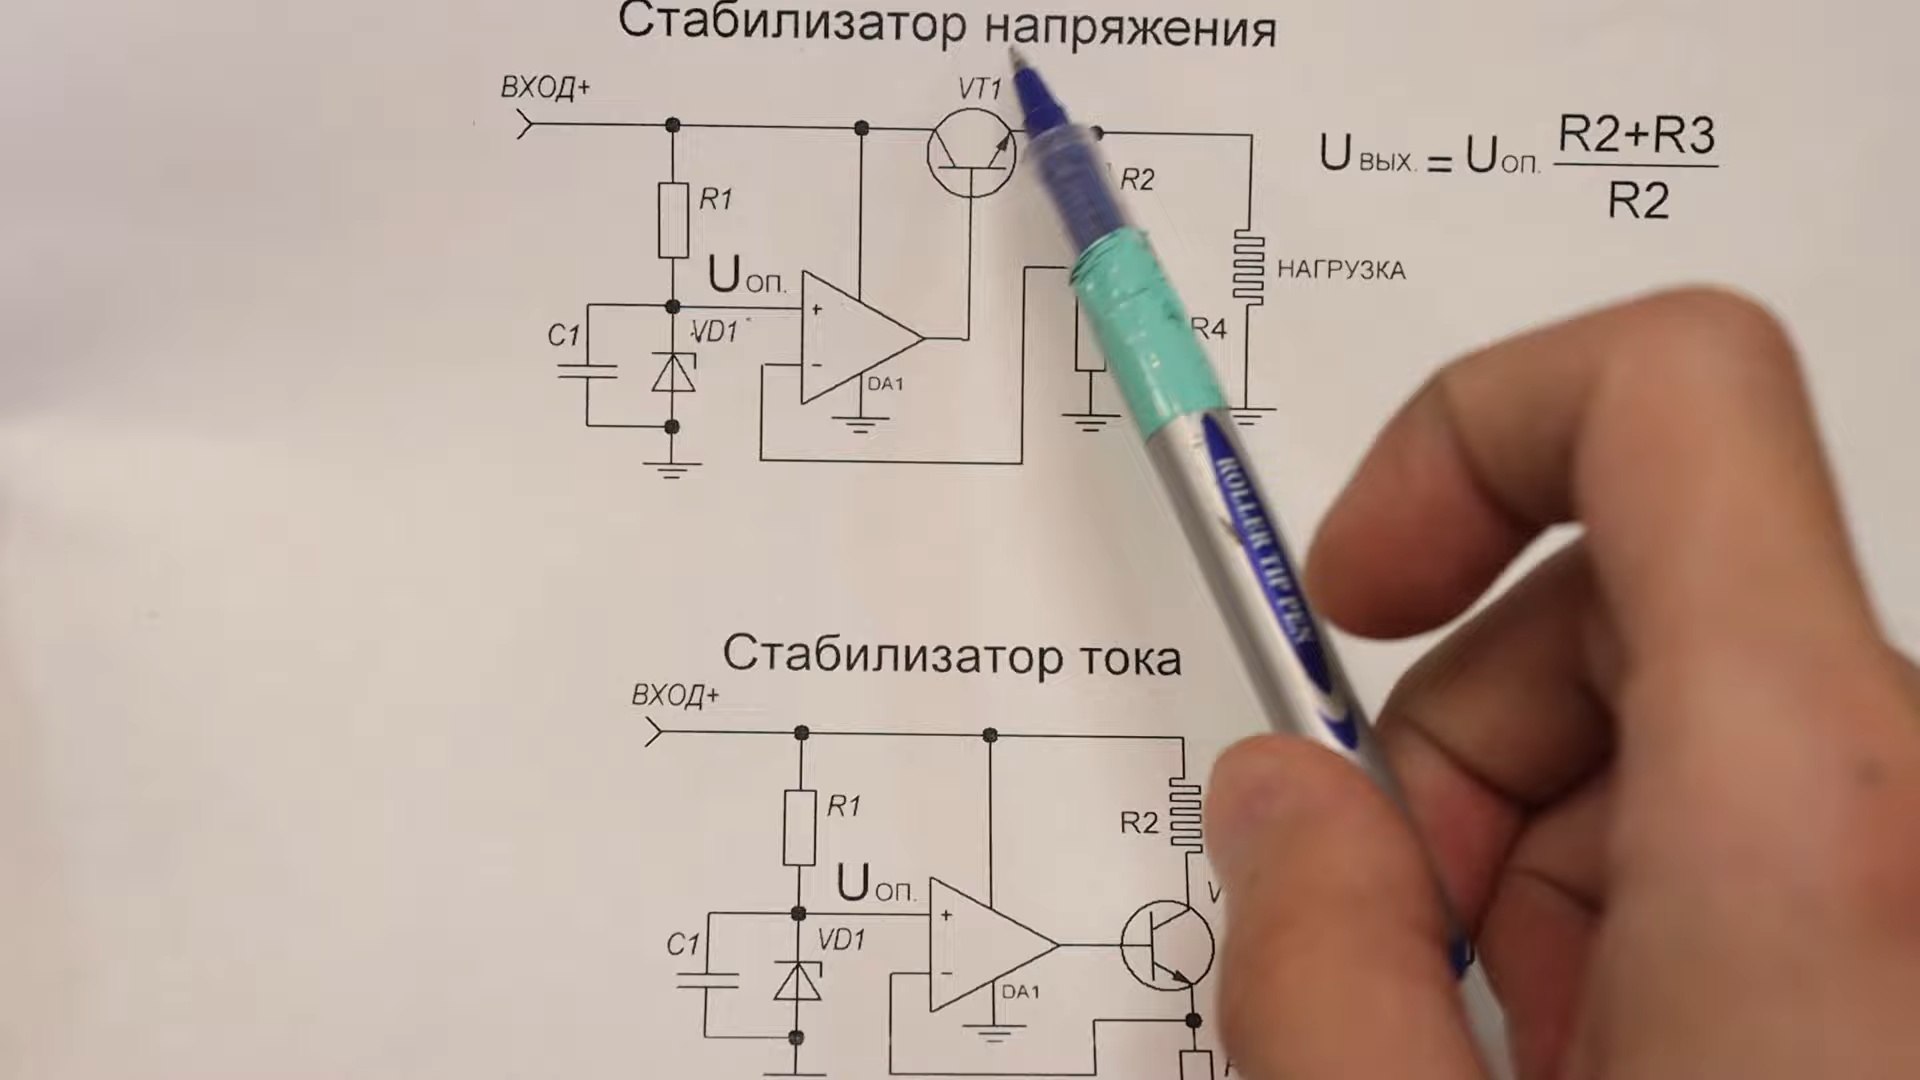 Стабилизатор напряжения
ВХОД+
VT1
R1
R2
Uвых. = Uоп. R2+R3
R2
Uоп.
НАГРУЗКА
+
C1
VD1
R4
-
DA1
ROLLER TIP PEN
Стабилизатор тока
ВХОД+
R1
R2
Uоп.
V
+
C1
VD1
-
DA1